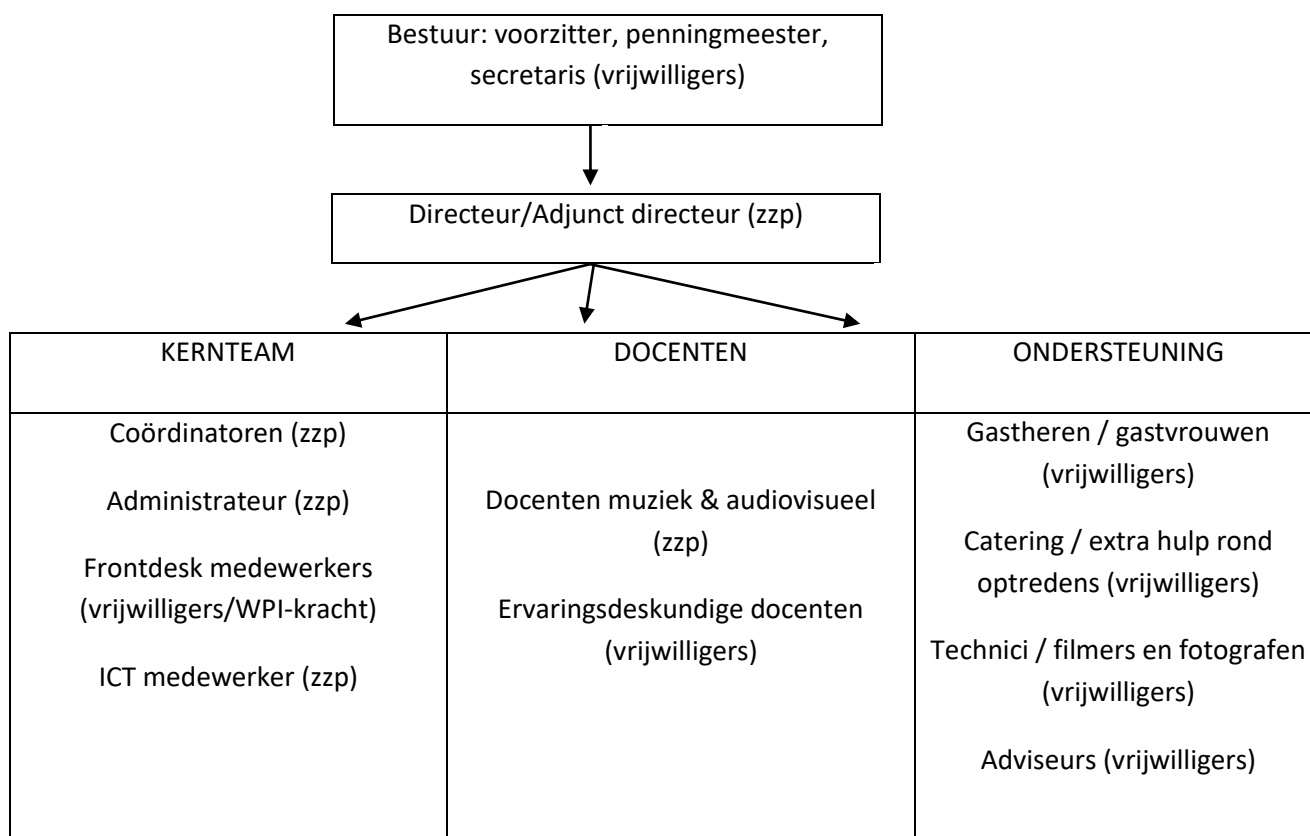 Bestuur: voorzitter, penningmeester,
secretaris (vrijwilligers)
Directeur/Adjunct directeur (zzp)
KERNTEAM
DOCENTEN
ONDERSTEUNING
Coördinatoren (zzp)
Administrateur (zzp)
Frontdesk medewerkers
(vrijwilligers/WPI-kracht)
ICT medewerker (zzp)
Docenten muziek & audiovisueel
(zzp)
Ervaringsdeskundige docenten
(vrijwilligers)
Gastheren / gastvrouwen
(vrijwilligers)
Catering / extra hulp rond
optredens (vrijwilligers)
Technici / filmers en fotografen
(vrijwilligers)
Adviseurs (vrijwilligers)